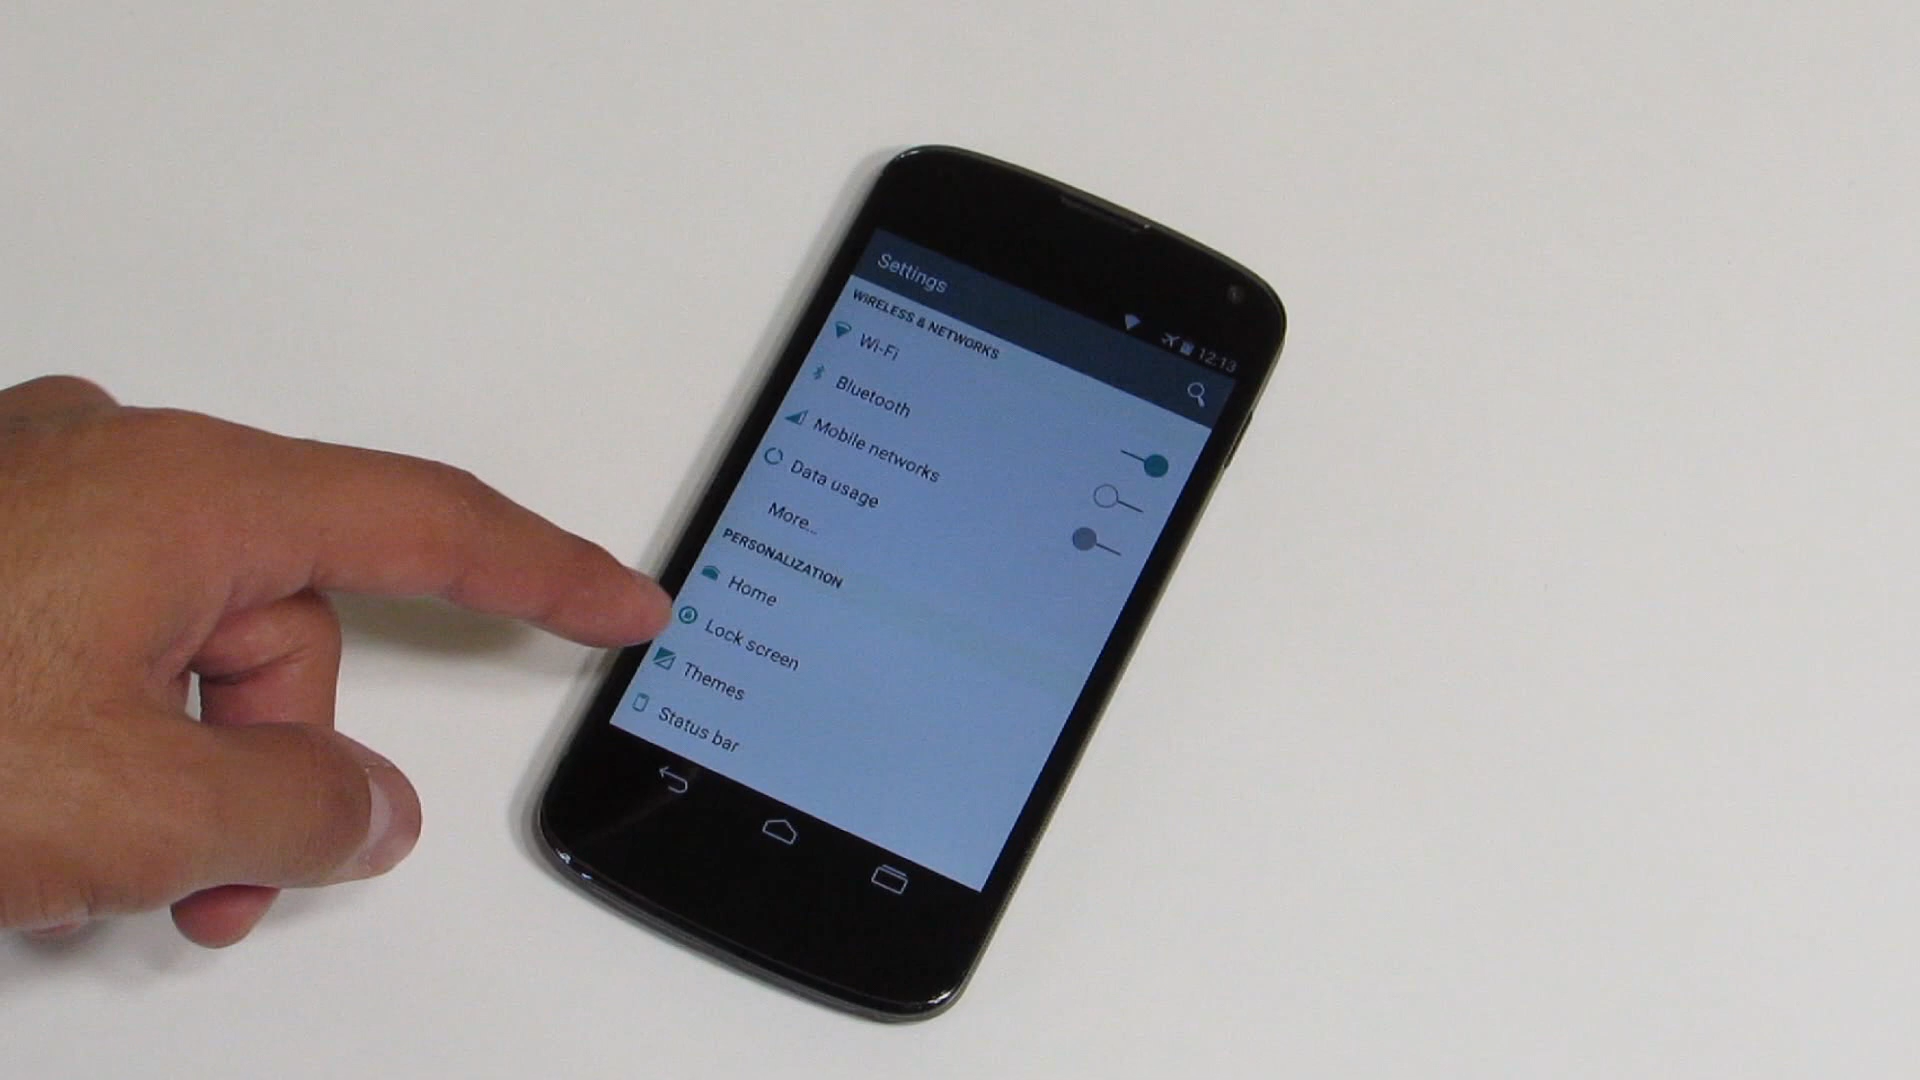 12:13
Settings
WIRELESS & NETWORKS
Wi-Fi
Bluetooth
Mobile networks
Data usage
More...
PERSONALIZATION
Home
Lock screen
Themes
Status bar